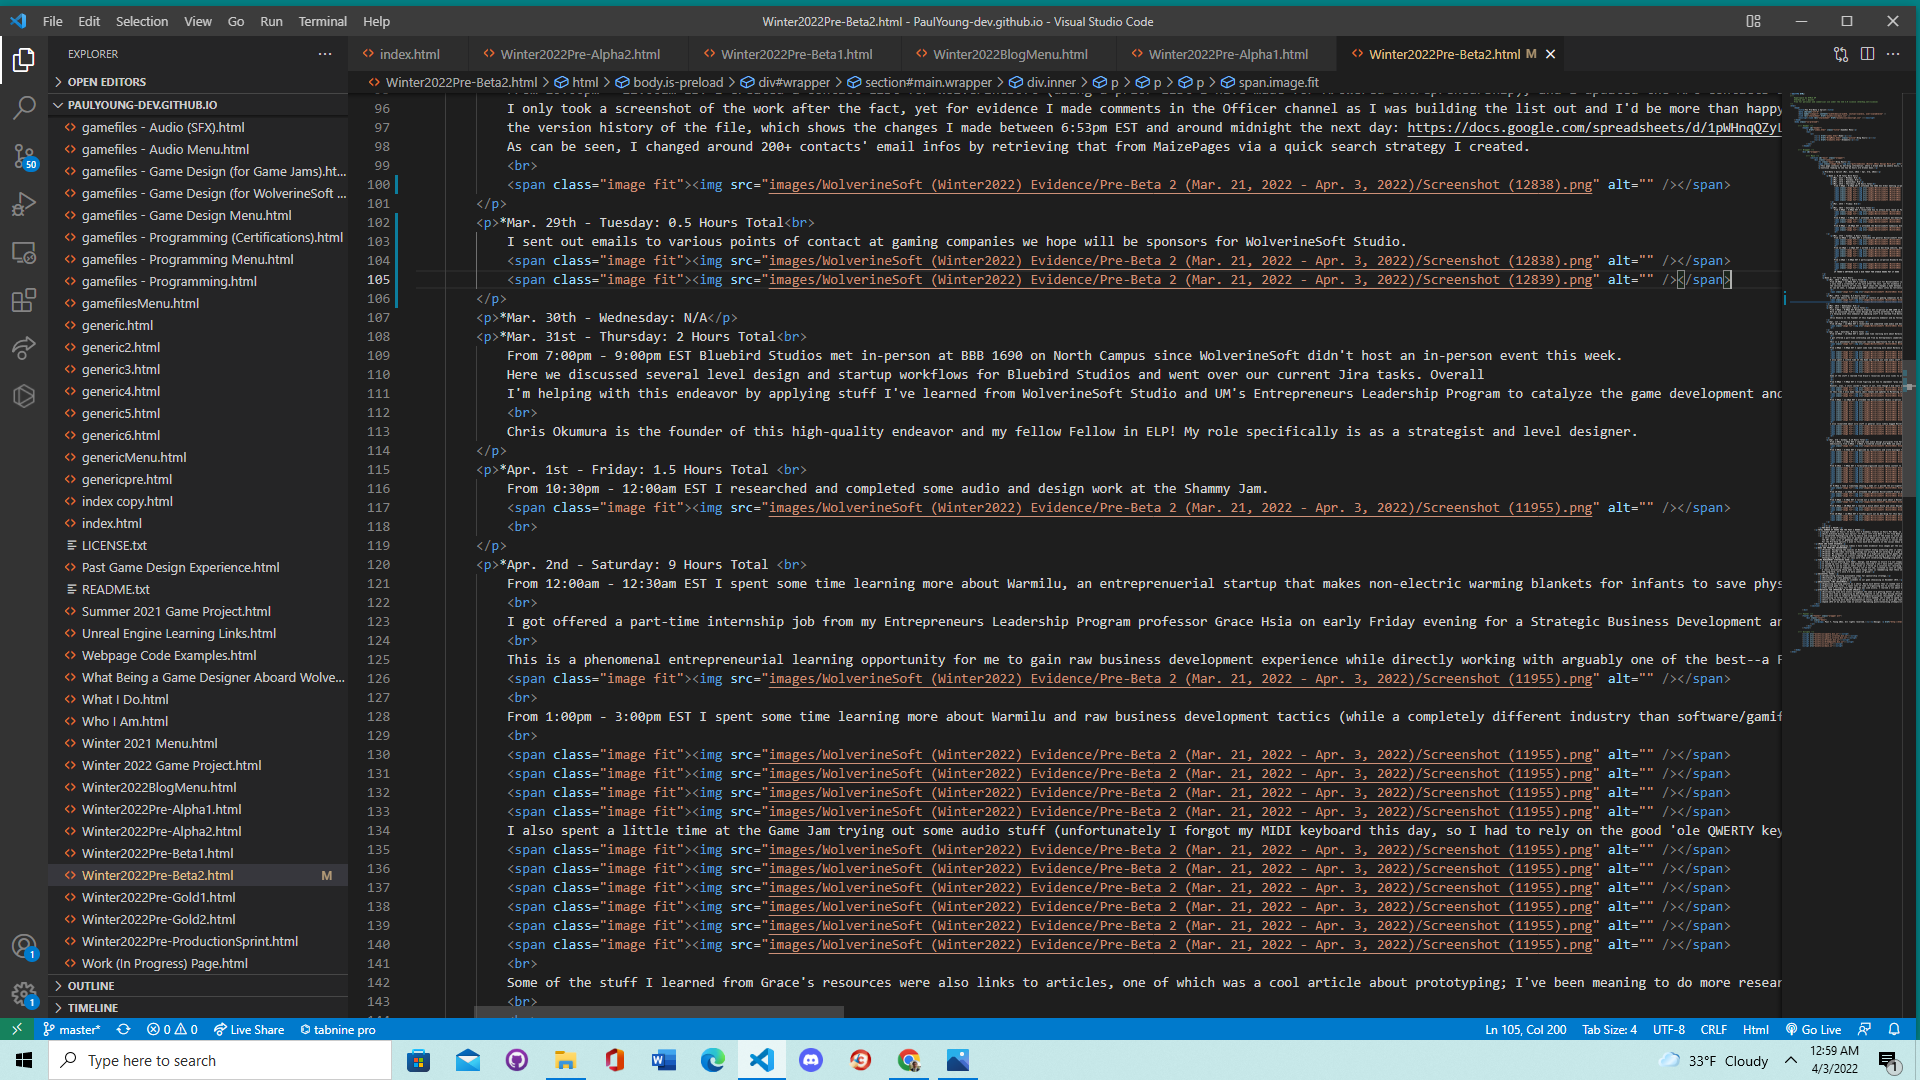 File Edit Selection View Go Run Terminal Help
Winter2022Pre-Beta2.html - PaulYoung-dev.github.io - Visual Studio Code
EXPLORER
OPEN EDITORS
PAULYOUNG-DEV.GITHUB.IO
gamefiles - Audio (SFX).html
gamefiles - Audio Menu.html
gamefiles - Game Design (for Game Jams).ht...
gamefiles - Game Design (for WolverineSoft ...
gamefiles - Game Design Menu.html
gamefiles - Programming (Certifications).html
gamefiles - Programming Menu.html
gamefiles - Programming.html
gamefilesMenu.html
generic.html
generic2.html
generic3.html
generic4.html
generic5.html
generic6.html
genericMenu.html
genericpre.html
index copy.html
index.html
LICENSE.txt
Past Game Design Experience.html
README.txt
Summer 2021 Game Project.html
Unreal Engine Learning Links.html
Webpage Code Examples.html
What Being a Game Designer Aboard Wolve...
What I Do.html
Who I Am.html
Winter 2021 Menu.html
Winter 2022 Game Project.html
Winter2022BlogMenu.html
Winter2022Pre-Alpha1.html
Winter2022Pre-Alpha2.html
Winter2022Pre-Beta1.html
Winter2022Pre-Beta2.html M
Winter2022Pre-Gold1.html
Winter2022Pre-Gold2.html
Winter2022Pre-ProductionSprint.html
Work (In Progress) Page.html
OUTLINE
TIMELINE
50
1
1
index.html Winter2022Pre-Alpha2.html Winter2022Pre-Beta1.html Winter2022BlogMenu.html Winter2022Pre-Alpha1.html Winter2022Pre-Beta2.html M
Winter2022Pre-Beta2.html > html > body.is-preload > div#wrapper > section#main.wrapper > div.inner > p > p > p > span.image.fit
96 I only took a screenshot of the work after the fact, yet for evidence I made comments in the Officer channel as I was building the list out and I'd be more than happy
97 the version history of the file, which shows the changes I made between 6:53pm EST and around midnight the next day: https://docs.google.com/spreadsheets/d/1pWHnqQZyl
98 As can be seen, I changed around 200+ contacts' email infos by retrieving that from MaizePages via a quick search strategy I created.
99 <br>
100 <span class="image fit"><img src="images/WolverineSoft (Winter2022) Evidence/Pre-Beta 2 (Mar. 21, 2022 - Apr. 3, 2022)/Screenshot (12838).png" alt="" /></span>
101 </p>
102 <p>*Mar. 29th - Tuesday: 0.5 Hours Total<br>
103 I sent out emails to various points of contact at gaming companies we hope will be sponsors for WolverineSoft Studio.
104 <span class="image fit"><img src="images/WolverineSoft (Winter2022) Evidence/Pre-Beta 2 (Mar. 21, 2022 - Apr. 3, 2022)/Screenshot (12838).png" alt="" /></span>
105 <span class="image fit"><img src="images/WolverineSoft (Winter2022) Evidence/Pre-Beta 2 (Mar. 21, 2022 - Apr. 3, 2022)/Screenshot (12839).png" alt="" /></span>
106 </p>
107 <p>*Mar. 30th - Wednesday: N/A</p>
108 <p>*Mar. 31st - Thursday: 2 Hours Total<br>
109 From 7:00pm - 9:00pm EST Bluebird Studios met in-person at BBB 1690 on North Campus since WolverineSoft didn't host an in-person event this week.
110 Here we discussed several level design and startup workflows for Bluebird Studios and went over our current Jira tasks. Overall
111 I'm helping with this endeavor by applying stuff I've learned from WolverineSoft Studio and UM's Entrepreneurs Leadership Program to catalyze the game development and
112 <br>
113 Chris Okumura is the founder of this high-quality endeavor and my fellow Fellow in ELP! My role specifically is as a strategist and level designer.
114 </p>
115 <p>*Apr. 1st - Friday: 1.5 Hours Total <br>
116 From 10:30pm - 12:00am EST I researched and completed some audio and design work at the Shammy Jam.
117 <span class="image fit"><img src="images/WolverineSoft (Winter2022) Evidence/Pre-Beta 2 (Mar. 21, 2022 - Apr. 3, 2022)/Screenshot (11955).png" alt="" /></span>
118 <br>
119 </p>
120 <p>*Apr. 2nd - Saturday: 9 Hours Total <br>
121 From 12:00am - 12:30am EST I spent some time learning more about Warmilu, an entreprenuerial startup that makes non-electric warming blankets for infants to save phys
122 <br>
123 I got offered a part-time internship job from my Entrepreneurs Leadership Program professor Grace Hsia on early Friday evening for a Strategic Business Development an
124 <br>
125 This is a phenomenal entrepreneurial learning opportunity for me to gain raw business development experience while directly working with arguably one of the best--a F
126 <span class="image fit"><img src="images/WolverineSoft (Winter2022) Evidence/Pre-Beta 2 (Mar. 21, 2022 - Apr. 3, 2022)/Screenshot (11955).png" alt="" /></span>
127 <br>
128 From 1:00pm - 3:00pm EST I spent some time learning more about Warmilu and raw business development tactics (while a completely different industry than software/gamif
129 <br>
130 <span class="image fit"><img src="images/WolverineSoft (Winter2022) Evidence/Pre-Beta 2 (Mar. 21, 2022 - Apr. 3, 2022)/Screenshot (11955).png" alt="" /></span>
131 <span class="image fit"><img src="images/WolverineSoft (Winter2022) Evidence/Pre-Beta 2 (Mar. 21, 2022 - Apr. 3, 2022)/Screenshot (11955).png" alt="" /></span>
132 <span class="image fit"><img src="images/WolverineSoft (Winter2022) Evidence/Pre-Beta 2 (Mar. 21, 2022 - Apr. 3, 2022)/Screenshot (11955).png" alt="" /></span>
133 <span class="image fit"><img src="images/WolverineSoft (Winter2022) Evidence/Pre-Beta 2 (Mar. 21, 2022 - Apr. 3, 2022)/Screenshot (11955).png" alt="" /></span>
134 I also spent a little time at the Game Jam trying out some audio stuff (unfortunately I forgot my MIDI keyboard this day, so I had to rely on the good 'ole QWERTY key
135 <span class="image fit"><img src="images/WolverineSoft (Winter2022) Evidence/Pre-Beta 2 (Mar. 21, 2022 - Apr. 3, 2022)/Screenshot (11955).png" alt="" /></span>
136 <span class="image fit"><img src="images/WolverineSoft (Winter2022) Evidence/Pre-Beta 2 (Mar. 21, 2022 - Apr. 3, 2022)/Screenshot (11955).png" alt="" /></span>
137 <span class="image fit"><img src="images/WolverineSoft (Winter2022) Evidence/Pre-Beta 2 (Mar. 21, 2022 - Apr. 3, 2022)/Screenshot (11955).png" alt="" /></span>
138 <span class="image fit"><img src="images/WolverineSoft (Winter2022) Evidence/Pre-Beta 2 (Mar. 21, 2022 - Apr. 3, 2022)/Screenshot (11955).png" alt="" /></span>
139 <span class="image fit"><img src="images/WolverineSoft (Winter2022) Evidence/Pre-Beta 2 (Mar. 21, 2022 - Apr. 3, 2022)/Screenshot (11955).png" alt="" /></span>
140 <span class="image fit"><img src="images/WolverineSoft (Winter2022) Evidence/Pre-Beta 2 (Mar. 21, 2022 - Apr. 3, 2022)/Screenshot (11955).png" alt="" /></span>
141 <br>
142 Some of the stuff I learned from Grace's resources were also links to articles, one of which was a cool article about prototyping; I've been meaning to do more resear
143 <br>
master* 0 0 Live Share tabnine pro
Ln 105, Col 200 Tab Size: 4 UTF-8 CRLF Html Go Live
Type here to search
33°F Cloudy
12:59 AM
4/3/2022
1